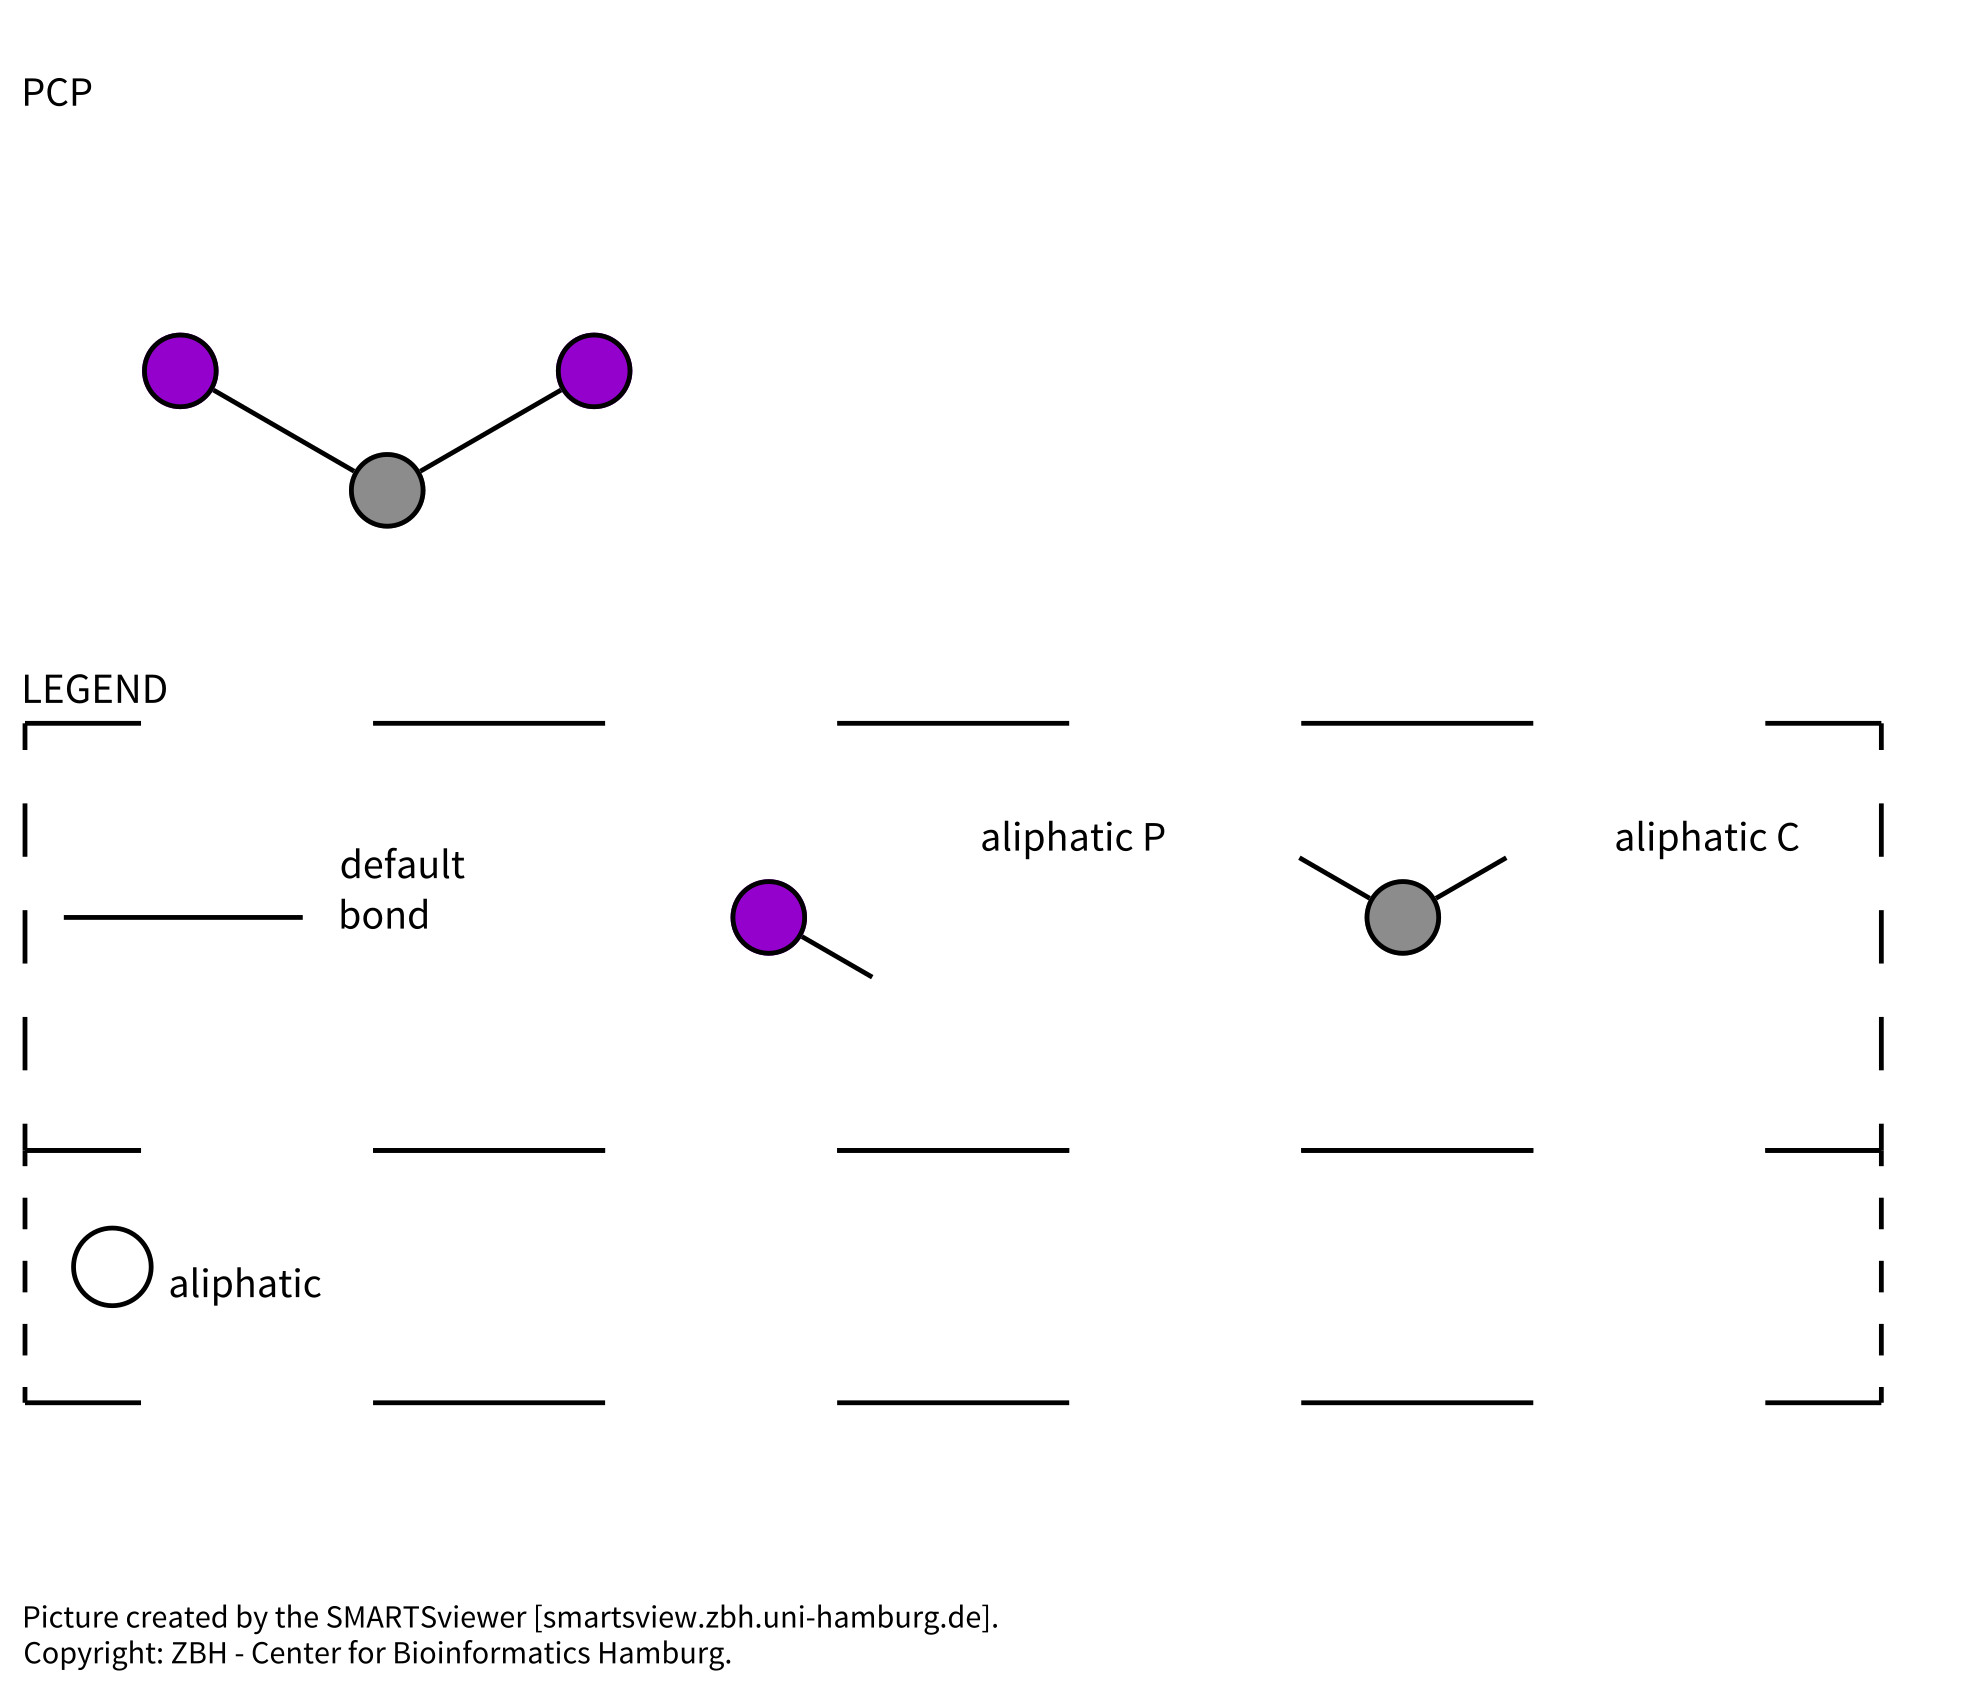 PCP
LEGEND
default
bond
aliphatic P
aliphatic C
aliphatic
Picture created by the SMARTSviewer [smartsview.zbh.uni-hamburg.de].
Copyright: ZBH - Center for Bioinformatics Hamburg.